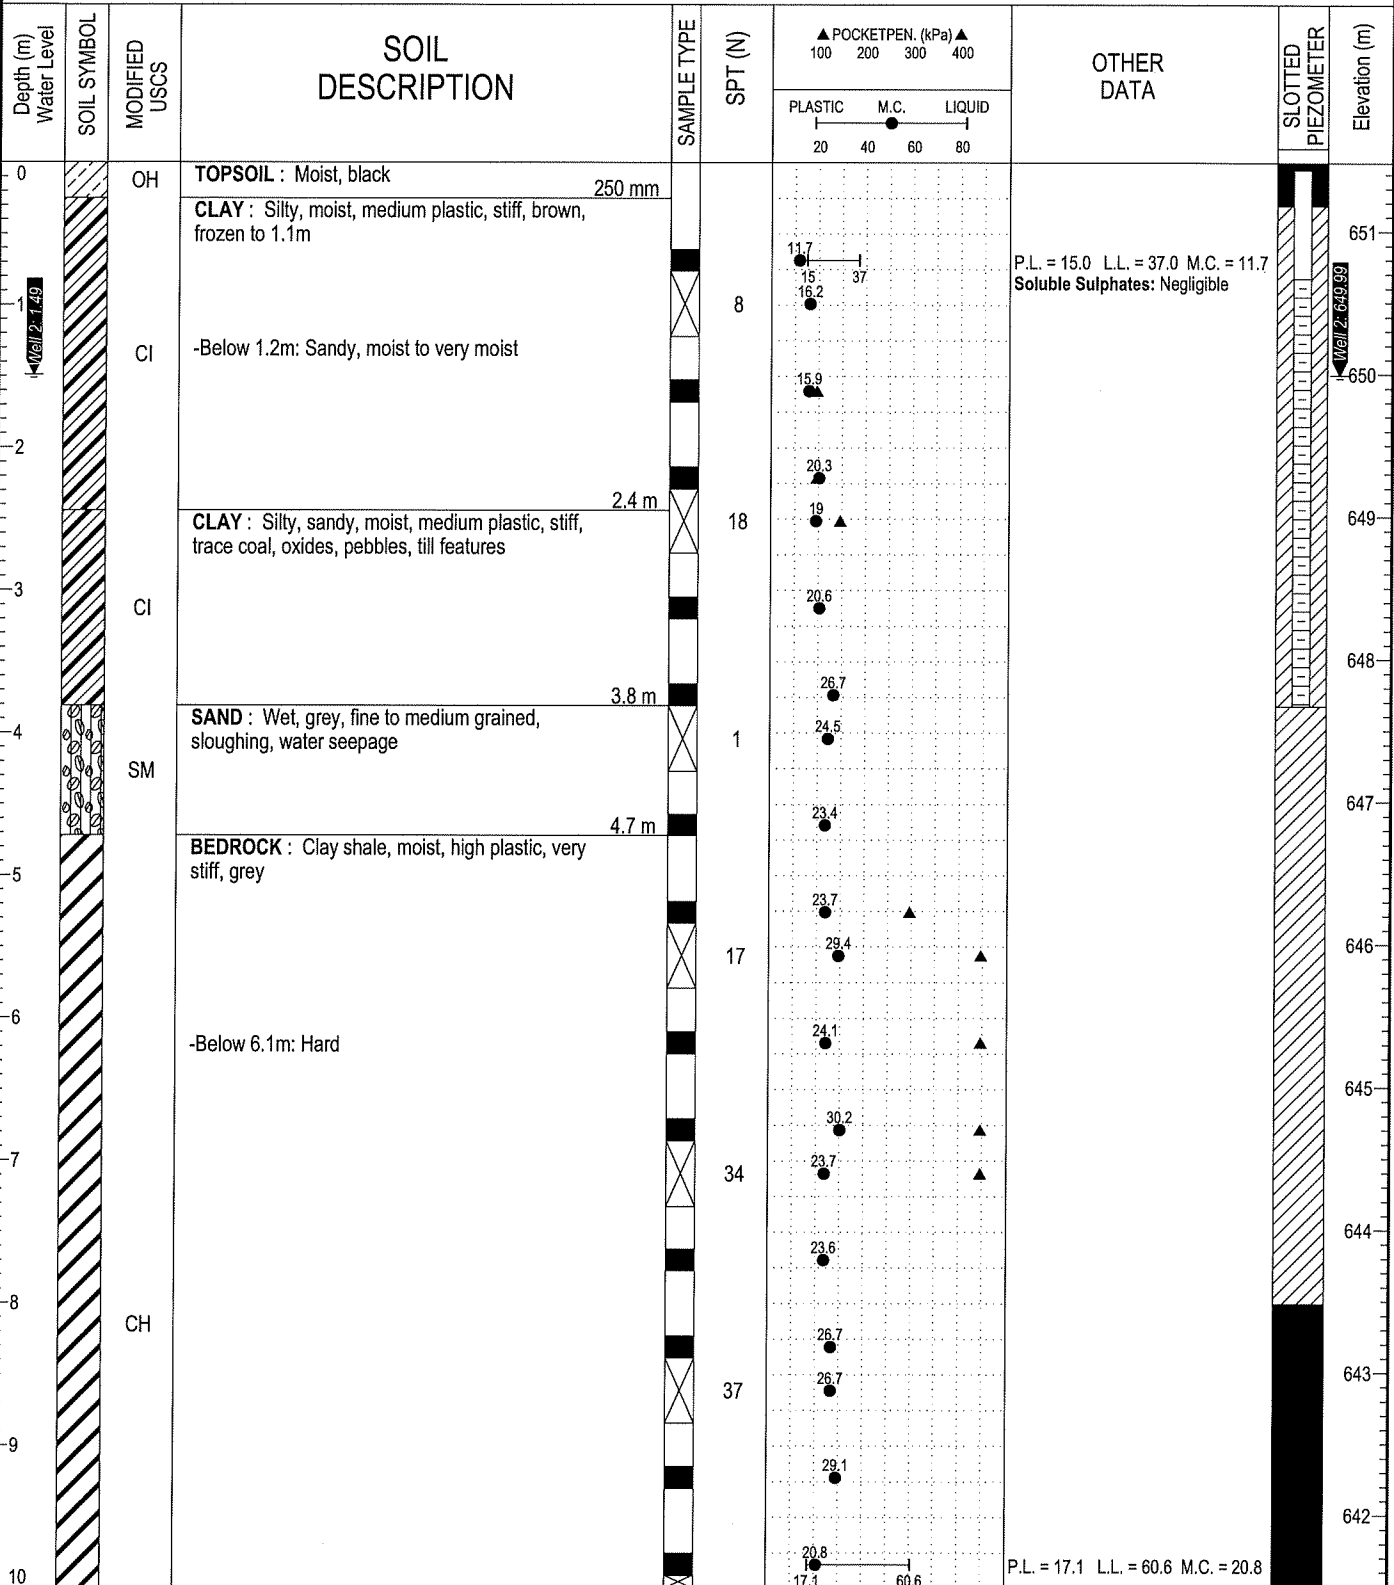 Depth (m)
Water Level
SOIL SYMBOL
MODIFIED
USCS
SOIL
DESCRIPTION
SAMPLE TYPE
SPT (N)
▲ POCKETPEN. (kPa) ▲
100 200 300 400
PLASTIC M.C. LIQUID
20 40 60 80
OTHER
DATA
SLOTTED
PIEZOMETER
Elevation (m)
0
OH
TOPSOIL : Moist, black
250 mm
CLAY : Silty, moist, medium plastic, stiff, brown,
frozen to 1.1m
651
11.7
15 37
P.L. = 15.0 L.L. = 37.0 M.C. = 11.7
Soluble Sulphates: Negligible
Well 2: 1.49
Well 2: 649.99
1
8
16.2
CI
-Below 1.2m: Sandy, moist to very moist
650
15.9
2
20.3
2.4 m
CLAY : Silty, sandy, moist, medium plastic, stiff,
trace coal, oxides, pebbles, till features
18
19
649
3
CI
20.6
648
26.7
3.8 m
SAND : Wet, grey, fine to medium grained,
sloughing, water seepage
4
1
24.5
SM
647
23.4
4.7 m
BEDROCK : Clay shale, moist, high plastic, very
stiff, grey
5
23.7
646
17
29.4
6
-Below 6.1m: Hard
24.1
645
30.2
7
34
23.7
644
23.6
8
CH
26.7
643
37
26.7
9
29.1
642
20.8
17.1 60.6
P.L. = 17.1 L.L. = 60.6 M.C. = 20.8
10